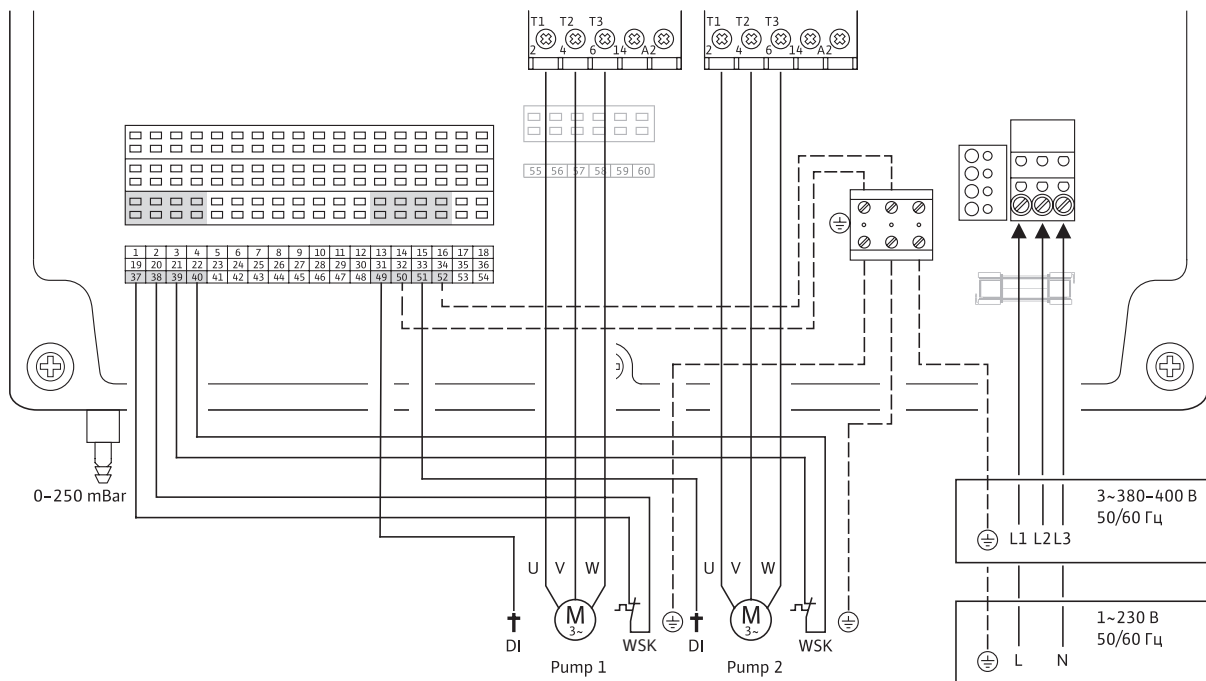 T1 T2 T3
2 4 6 14 A2
T1 T2 T3
2 4 6 14 A2
55 56 57 58 59 60
1 2 3 4 5 6 7 8 9 10 11 12 13 14 15 16 17 18
19 20 21 22 23 24 25 26 27 28 29 30 31 32 33 34 35 36
37 38 39 40 41 42 43 44 45 46 47 48 49 50 51 52 53 54
0–250 mBar
3~380–400 В
50/60 Гц
L1 L2 L3
U V W
U V W
M
3~
M
3~
DI
WSK
DI
WSK
Pump 1
Pump 2
1~230 В
50/60 Гц
L N